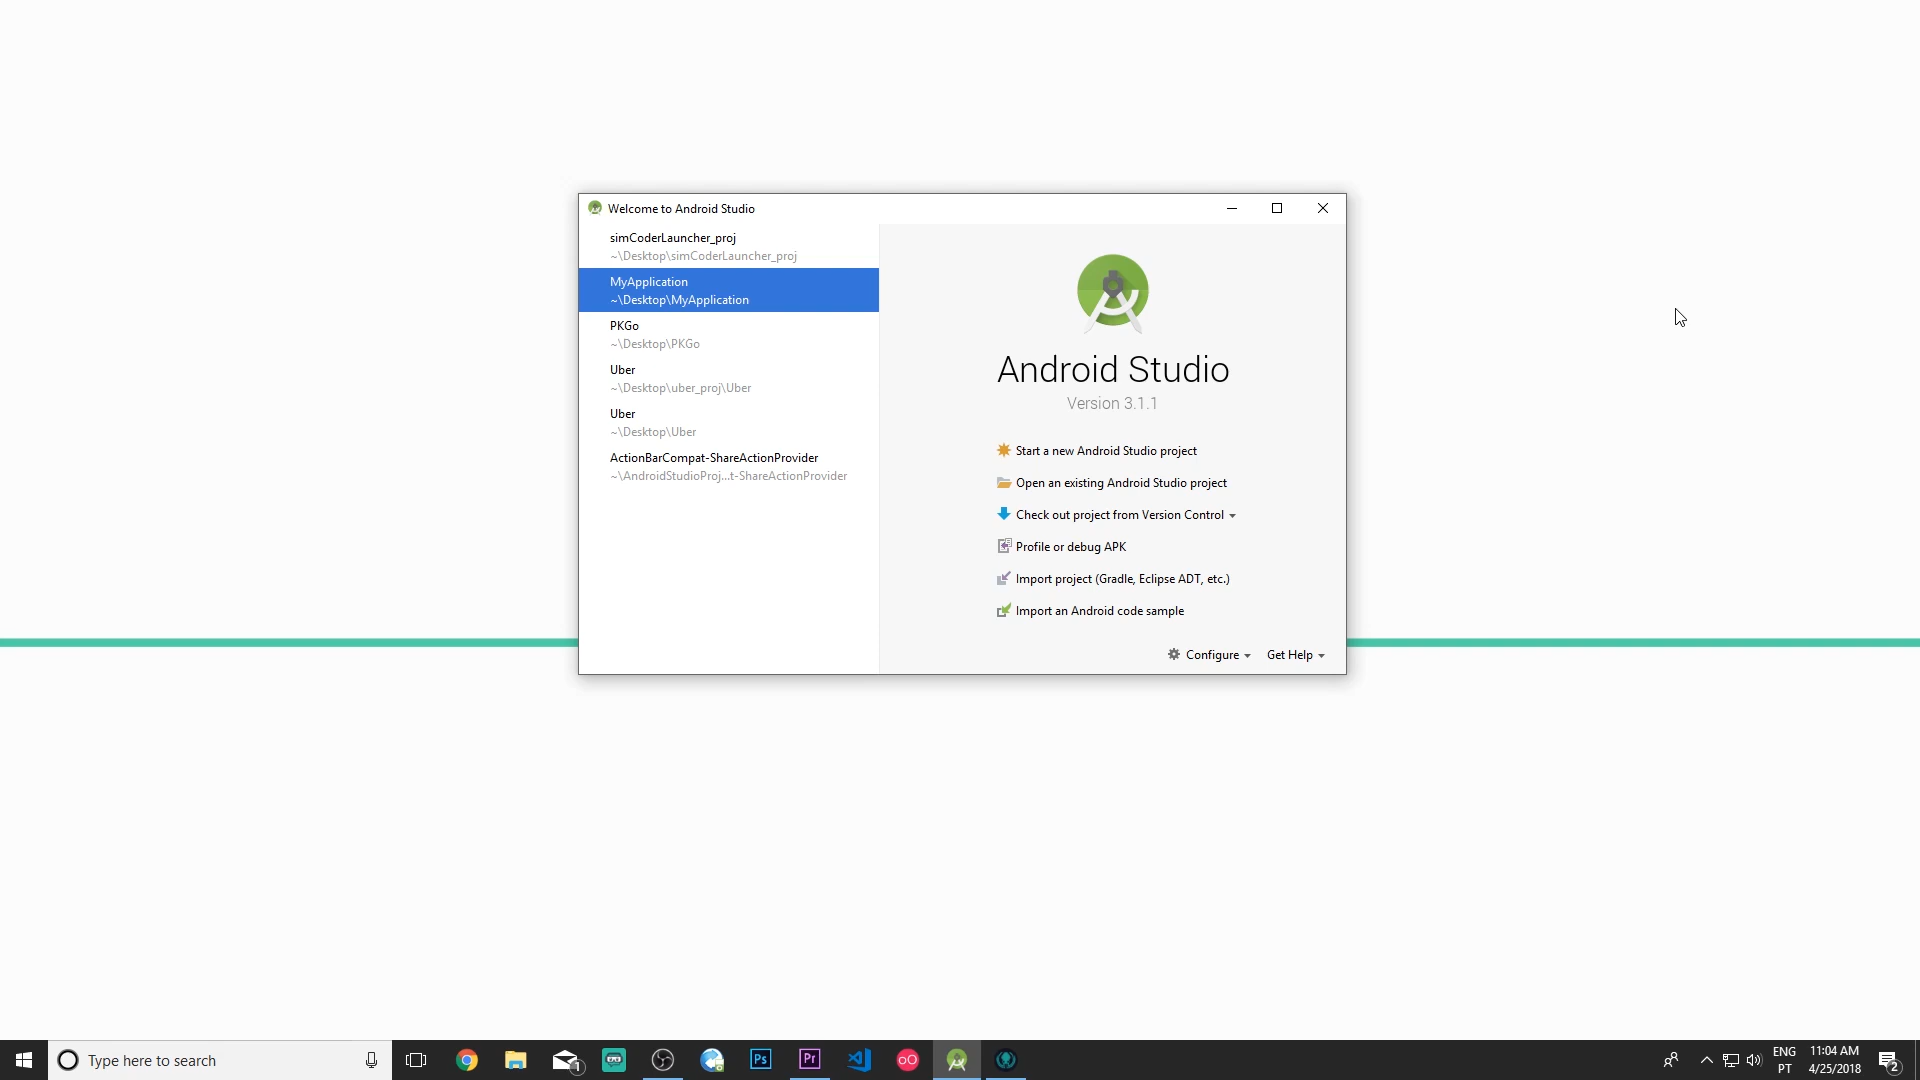 Welcome to Android Studio
simCoderLauncher_proj
~\Desktop\simCoderLauncher_proj
MyApplication
~\Desktop\MyApplication
PKGo
~\Desktop\PKGo
Uber
~\Desktop\uber_proj\Uber
Uber
~\Desktop\Uber
ActionBarCompat-ShareActionProvider
~\AndroidStudioProj...t-ShareActionProvider
Android Studio
Version 3.1.1
Start a new Android Studio project
Open an existing Android Studio project
Check out project from Version Control
Profile or debug APK
Import project (Gradle, Eclipse ADT, etc.)
Import an Android code sample
Configure
Get Help
Type here to search
1
Ps
Pr
ENG
PT
11:04 AM
4/25/2018
2